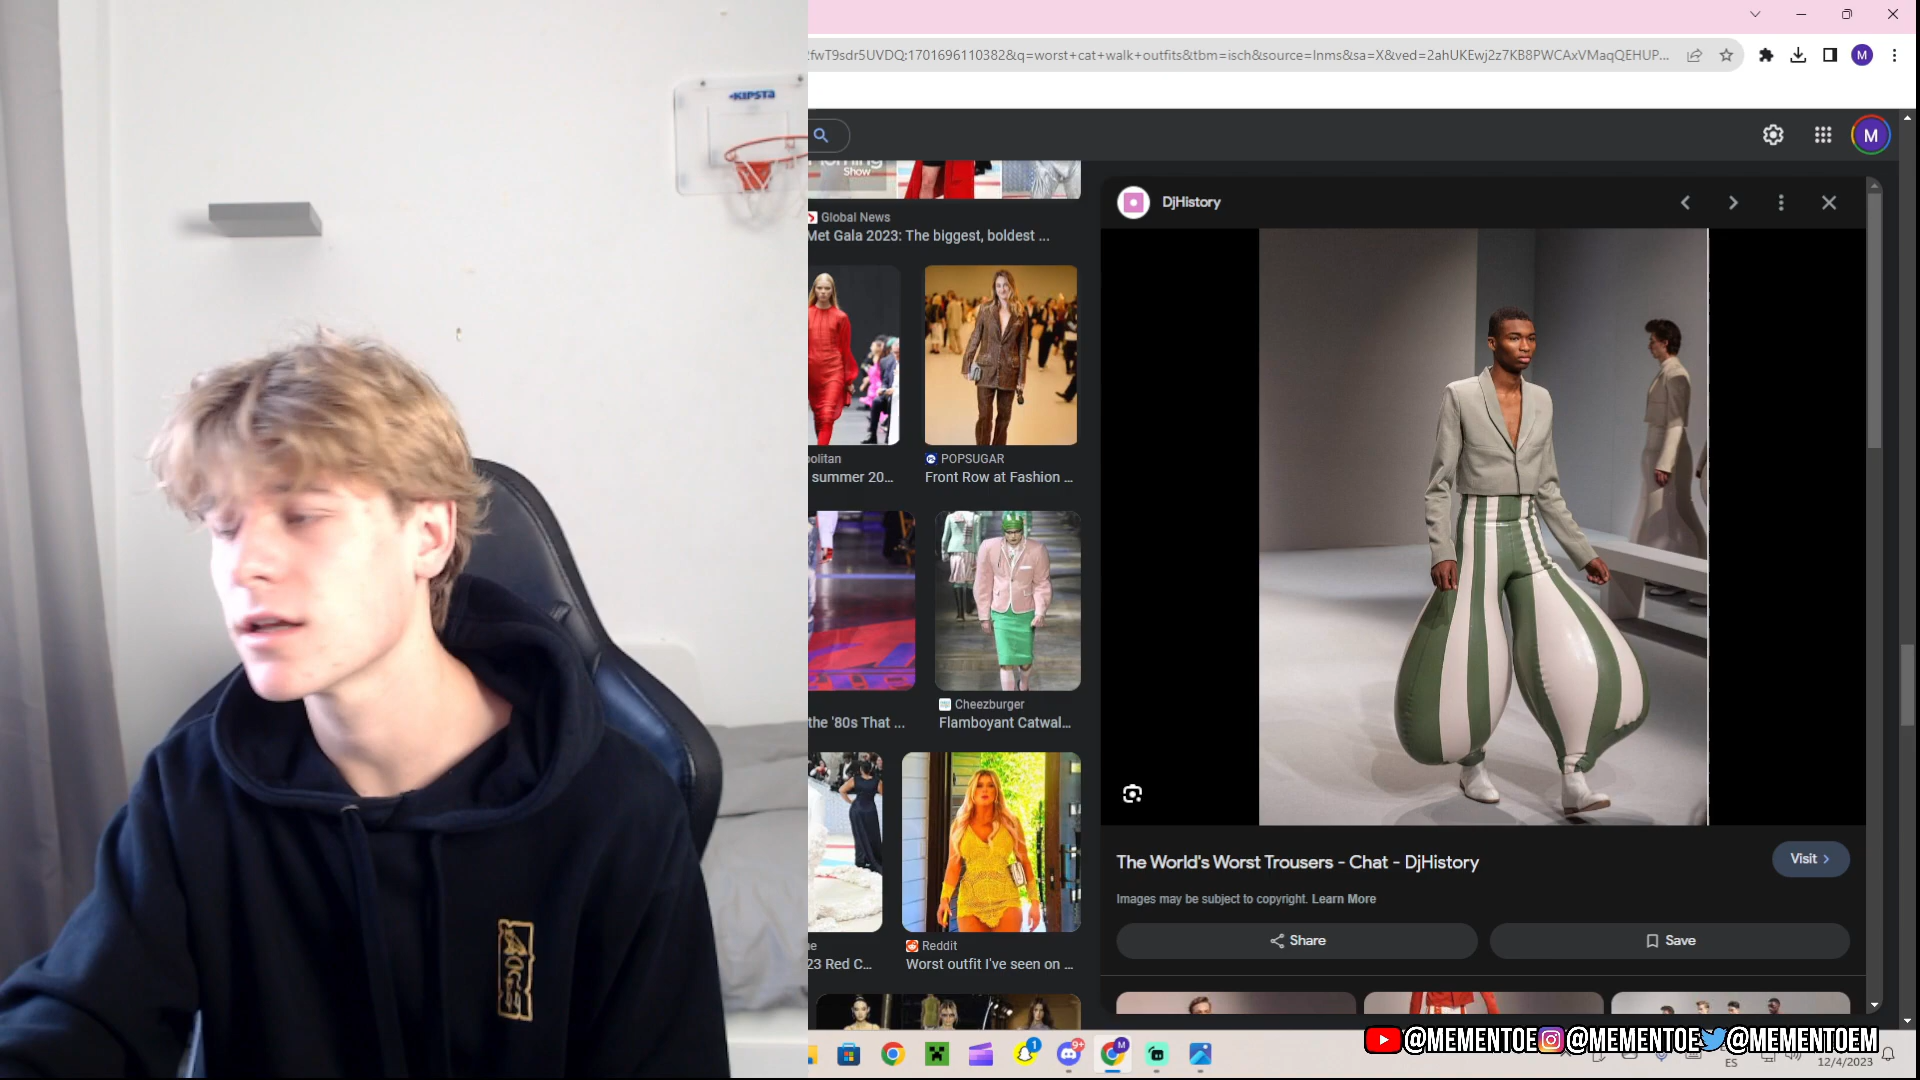 fwT9sdr5UVDQ:1701696110382&q=worst+cat+walk+outfits&tbm=isch&source=lnms&sa=X&ved=2ahUKEwj2z7KB8PWCAxVMaqQEHUP...
M
KIPSTA
M
Show
DjHistory
Global News
Met Gala 2023: The biggest, boldest ...
politan
POPSUGAR
summer 20...
Front Row at Fashion ...
Cheezburger
the '80s That ...
Flamboyant Catwal...
The World's Worst Trousers - Chat - DjHistory
Visit
Images may be subject to copyright. Learn More
Share
Save
Reddit
23 Red C...
Worst outfit I've seen on ...
@MEMENTOE @MEMENTOE @MEMENTOEM
1
9+
M
ES
12/4/2023